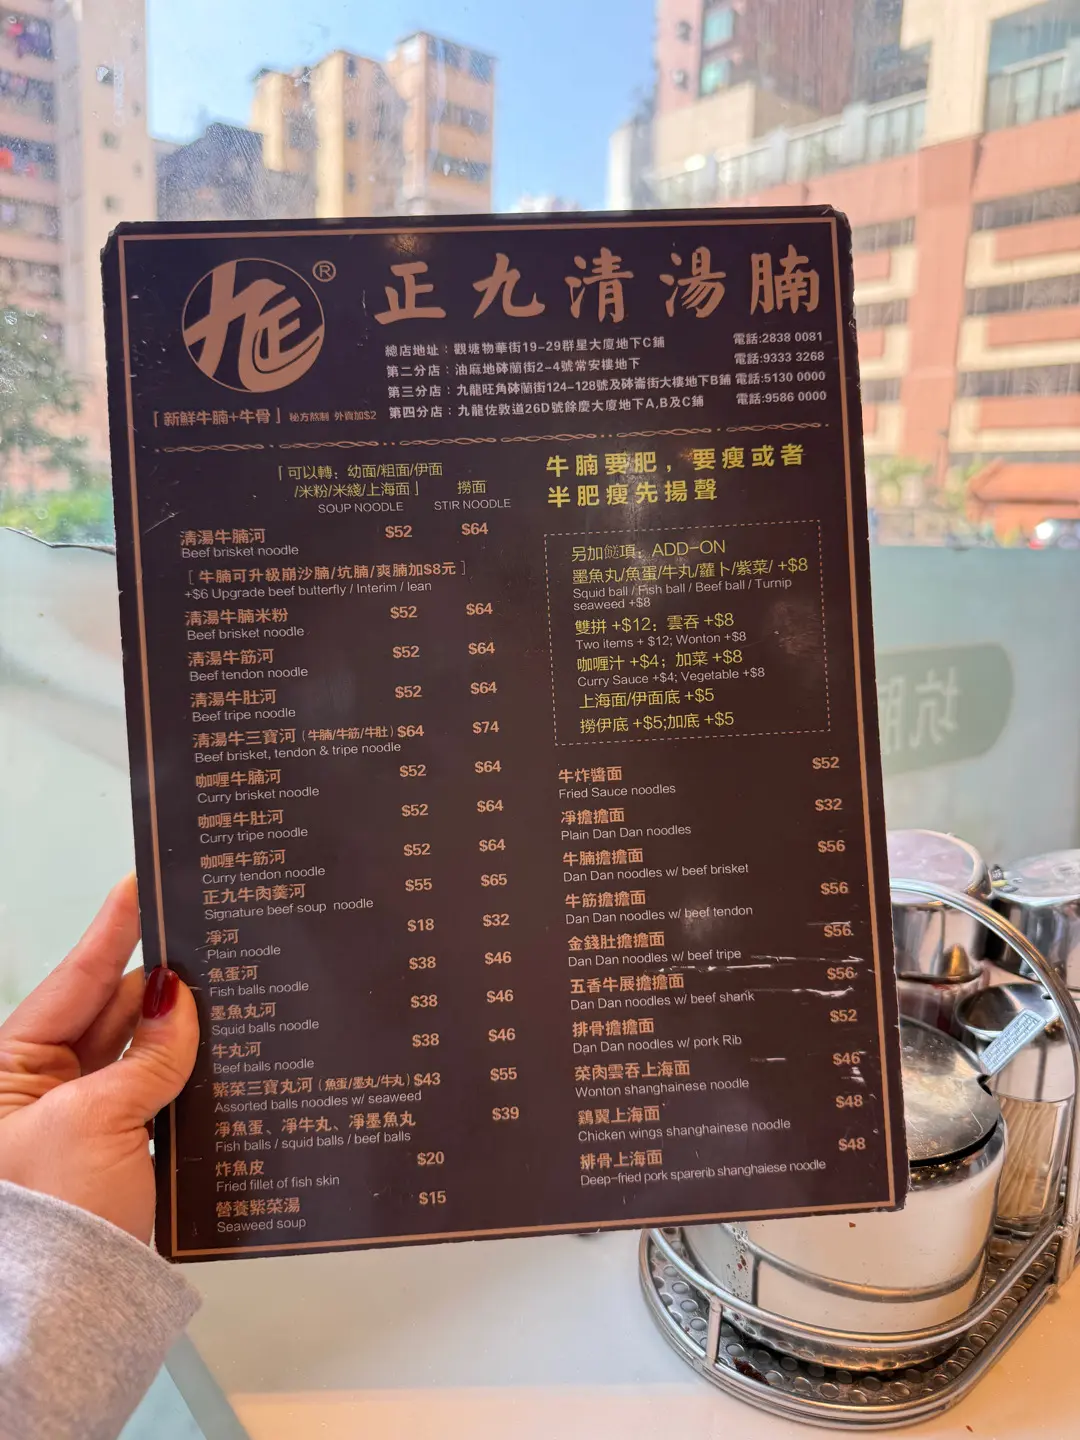 九正
®
正九清湯腩
總店地址：觀塘物華街19-29群星大廈地下C鋪 電話:2838 0081
第二分店：油麻地砵蘭街2-4號常安樓地下 電話:9333 3268
第三分店：九龍旺角砵蘭街124-128號及砵崙街大樓地下B鋪 電話:5130 0000
第四分店：九龍佐敦道26D號餘慶大廈地下A,B及C鋪 電話:9586 0000
「新鮮牛腩+牛骨」秘方熬制 外賣加$2
「可以轉：幼面/粗面/伊面
/米粉/米綫/上海面」 撈面
SOUP NOODLE STIR NOODLE
清湯牛腩河 $52 $64
Beef brisket noodle
[ 牛腩可升級崩沙腩/坑腩/爽腩加$8元 ]
+$6 Upgrade beef butterfly / Interim / lean
清湯牛腩米粉 $52 $64
Beef brisket noodle
清湯牛筋河 $52 $64
Beef tendon noodle
清湯牛肚河 $52 $64
Beef tripe noodle
清湯牛三寶河（牛腩/牛筋/牛肚）$64 $74
Beef brisket, tendon & tripe noodle
咖喱牛腩河 $52 $64
Curry brisket noodle
咖喱牛肚河 $52 $64
Curry tripe noodle
咖喱牛筋河 $52 $64
Curry tendon noodle
正九牛肉羹河 $55 $65
Signature beef soup noodle
凈河 $18 $32
Plain noodle
魚蛋河 $38 $46
Fish balls noodle
墨魚丸河 $38 $46
Squid balls noodle
牛丸河 $38 $46
Beef balls noodle
紫菜三寶丸河（魚蛋/墨丸/牛丸）$43 $55
Assorted balls noodles w/ seaweed
凈魚蛋、凈牛丸、凈墨魚丸 $39
Fish balls / squid balls / beef balls
炸魚皮 $20
Fried fillet of fish skin
營養紫菜湯 $15
Seaweed soup
牛腩要肥，要瘦或者
半肥瘦先揚聲
另加餸項：ADD-ON
墨魚丸/魚蛋/牛丸/蘿卜/紫菜/ +$8
Squid ball / Fish ball / Beef ball / Turnip
seaweed +$8
雙拼 +$12；雲吞 +$8
Two items + $12; Wonton +$8
咖喱汁 +$4；加菜 +$8
Curry Sauce +$4; Vegetable +$8
上海面/伊面底 +$5
撈伊底 +$5;加底 +$5
牛炸醬面 $52
Fried Sauce noodles
凈擔擔面 $32
Plain Dan Dan noodles
牛腩擔擔面 $56
Dan Dan noodles w/ beef brisket
牛筋擔擔面 $56
Dan Dan noodles w/ beef tendon
金錢肚擔擔面 $56
Dan Dan noodles w/ beef tripe
五香牛展擔擔面 $56
Dan Dan noodles w/ beef shank
排骨擔擔面 $52
Dan Dan noodles w/ pork Rib
菜肉雲吞上海面 $46
Wonton shanghainese noodle
鷄翼上海面 $48
Chicken wings shanghainese noodle
排骨上海面 $48
Deep-fried pork sparerib shanghaiese noodle
坑腩